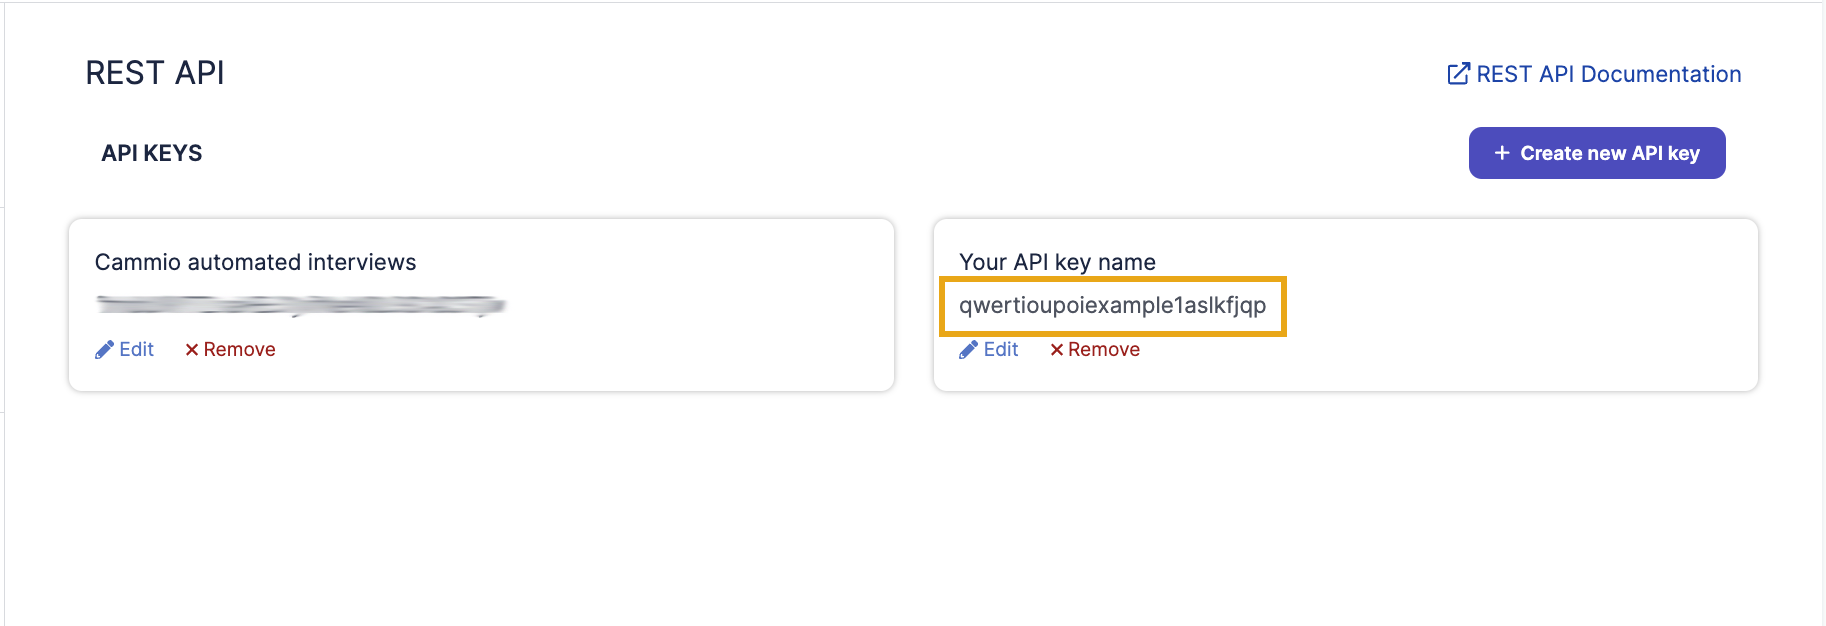 REST API
REST API Documentation
API KEYS
+ Create new API key
Cammio automated interviews
Edit
Remove
Your API key name
qwertioupoiexample1aslkfjqp
Edit
Remove